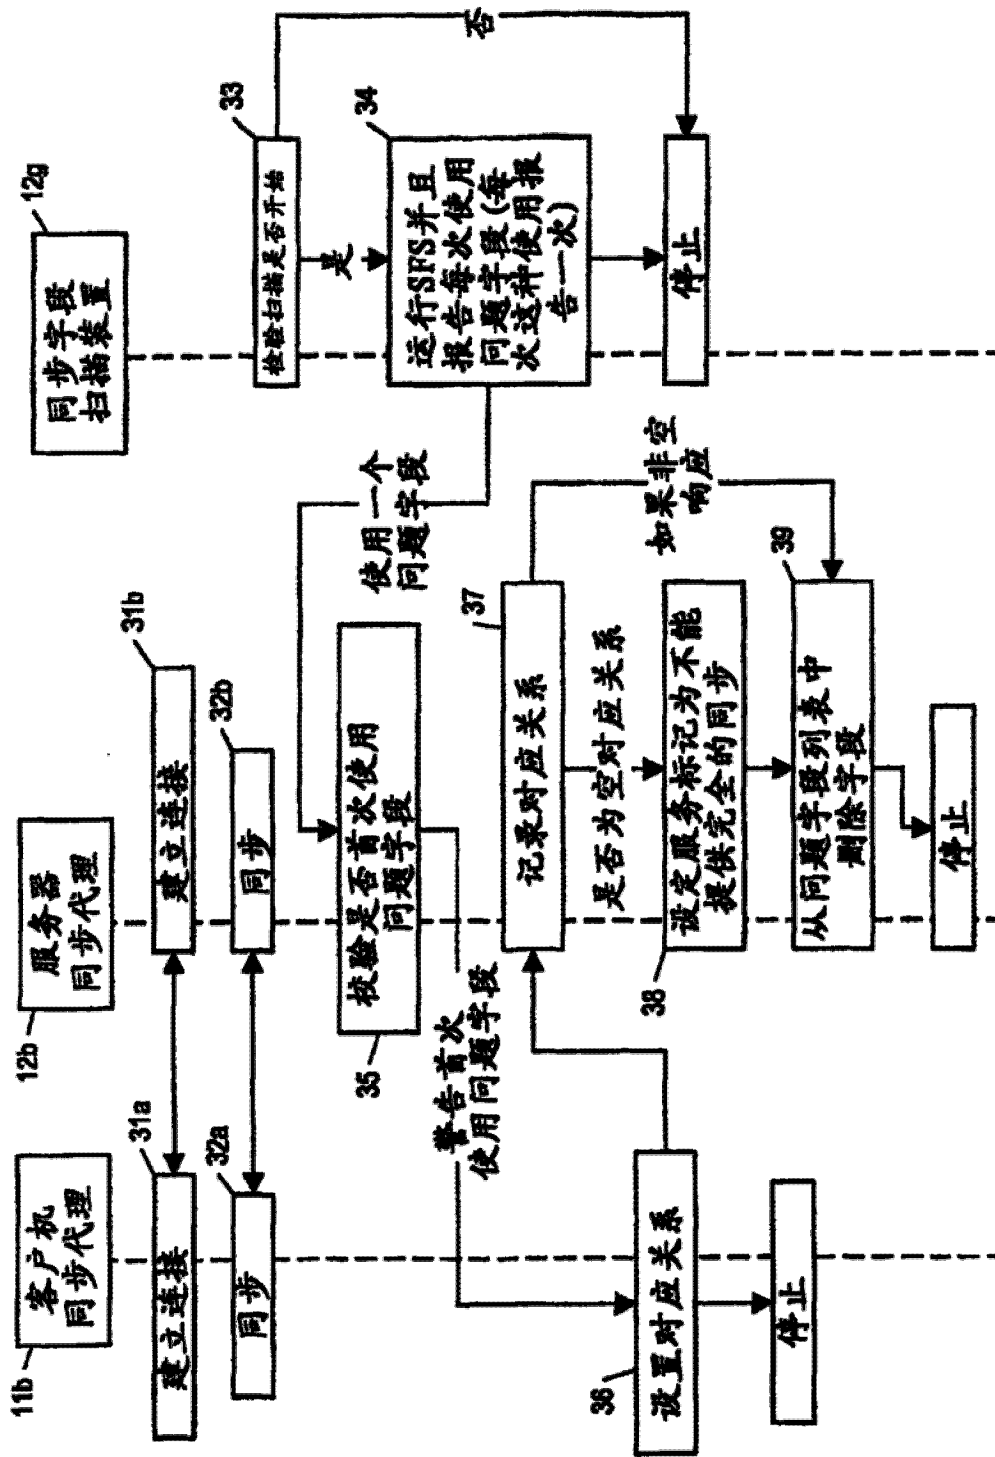 11b
客户机
同步代理
12b
服务器
同步代理
12g
同步字段
扫描装置
31a
建立连接
31b
建立连接
32a
同步
32b
同步
33
检验扫描是否开始
是
否
34
运行SFS并且
报告每次使用
问题字段(每
次这种使用报
告一次)
停止
使用一个
问题字段
35
校验是否首次使用
问题字段
警告首次
使用问题字段
36
设置对应关系
停止
37
记录对应关系
是否为空对应关系
如果非空
响应
38
设定服务标记为不能
提供完全的同步
39
从问题字段列表中
删除字段
停止